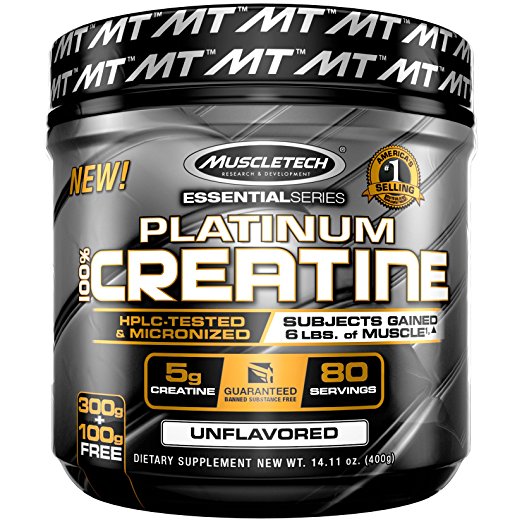 MT MT MT MT MT MT
MUSCLETECH
RESEARCH & DEVELOPMENT
NEW!
ESSENTIALSERIES
AMERICA'S
#1
SELLING
PLATINUM
100%
CREATINE
HPLC-TESTED
& MICRONIZED
SUBJECTS GAINED
6 LBS. of MUSCLE¹,▲
5g
CREATINE
GUARANTEED
BANNED SUBSTANCE FREE
80
SERVINGS
300g
+
100g
FREE
UNFLAVORED
DIETARY SUPPLEMENT NEW WT. 14.11 oz. (400g)